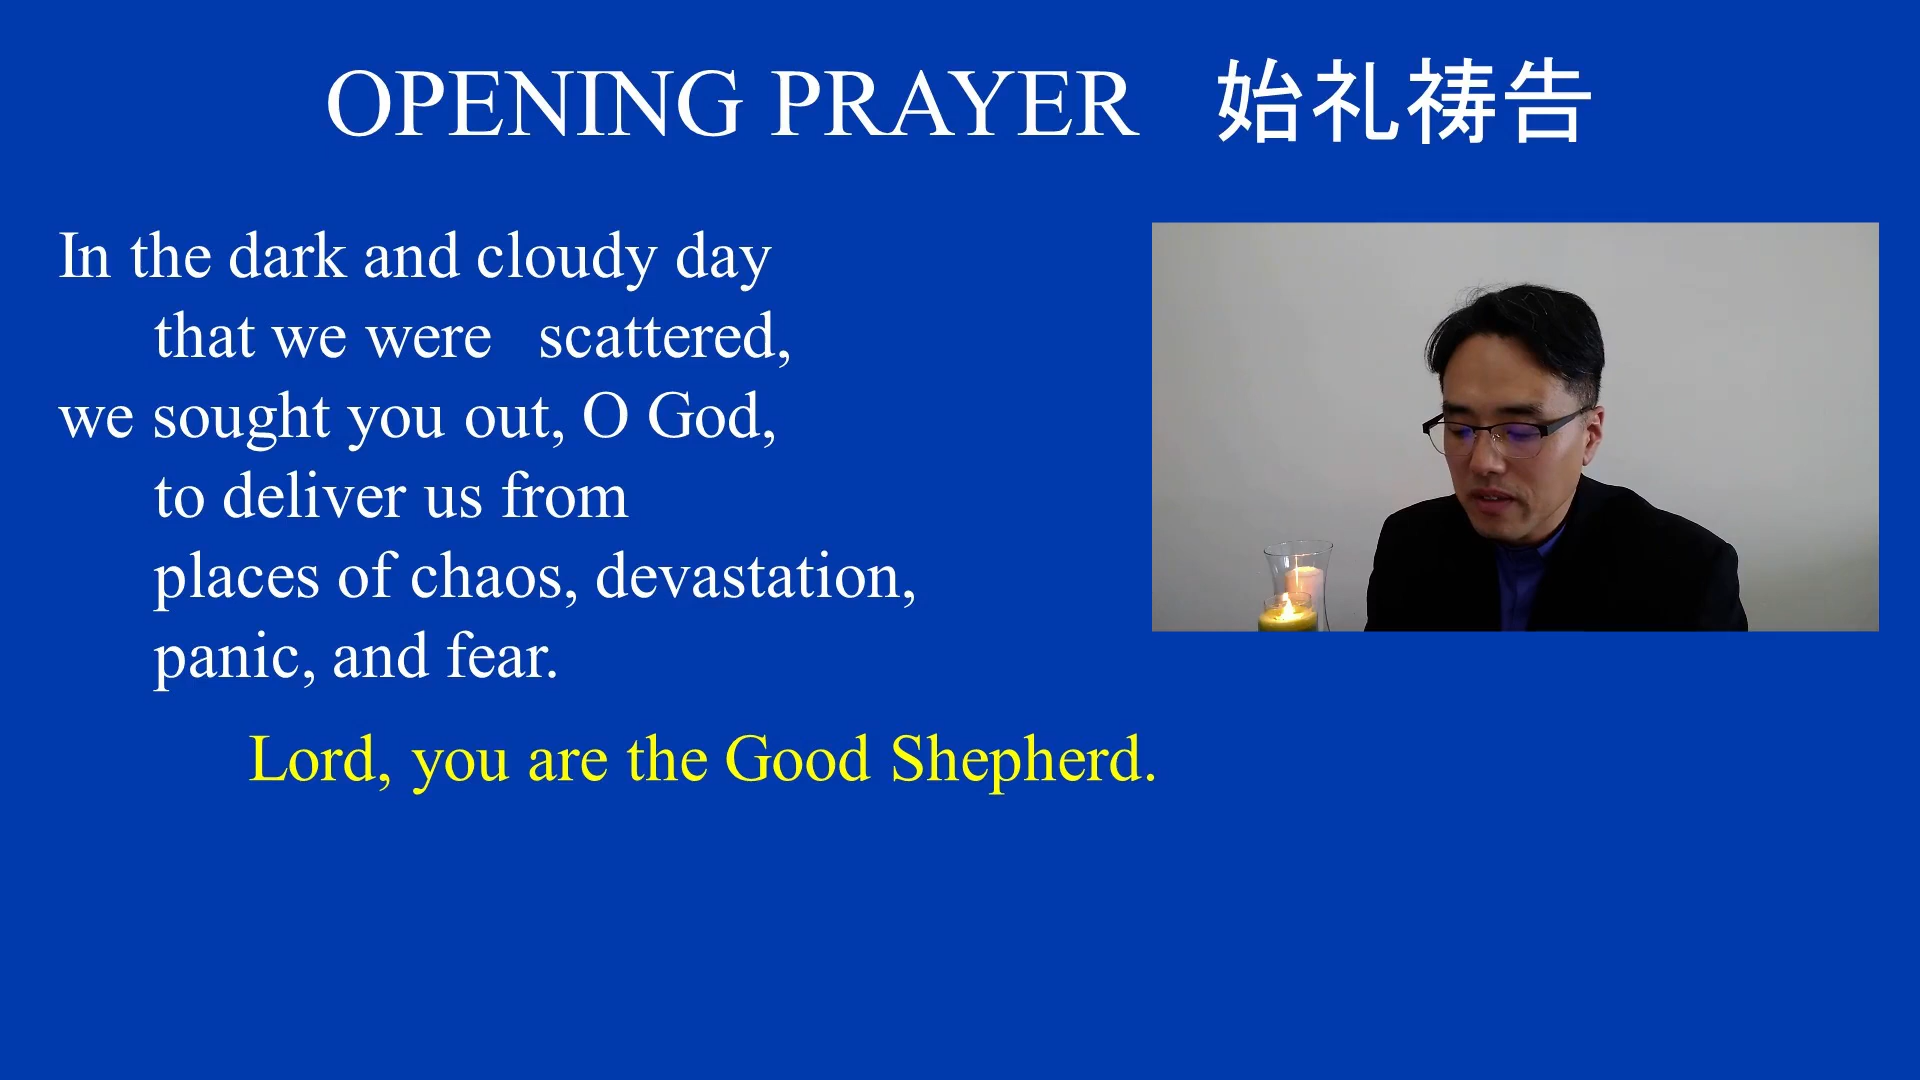 OPENING PRAYER 始礼祷告
In the dark and cloudy day
that we were scattered,
we sought you out, O God,
to deliver us from
places of chaos, devastation,
panic, and fear.
Lord, you are the Good Shepherd.